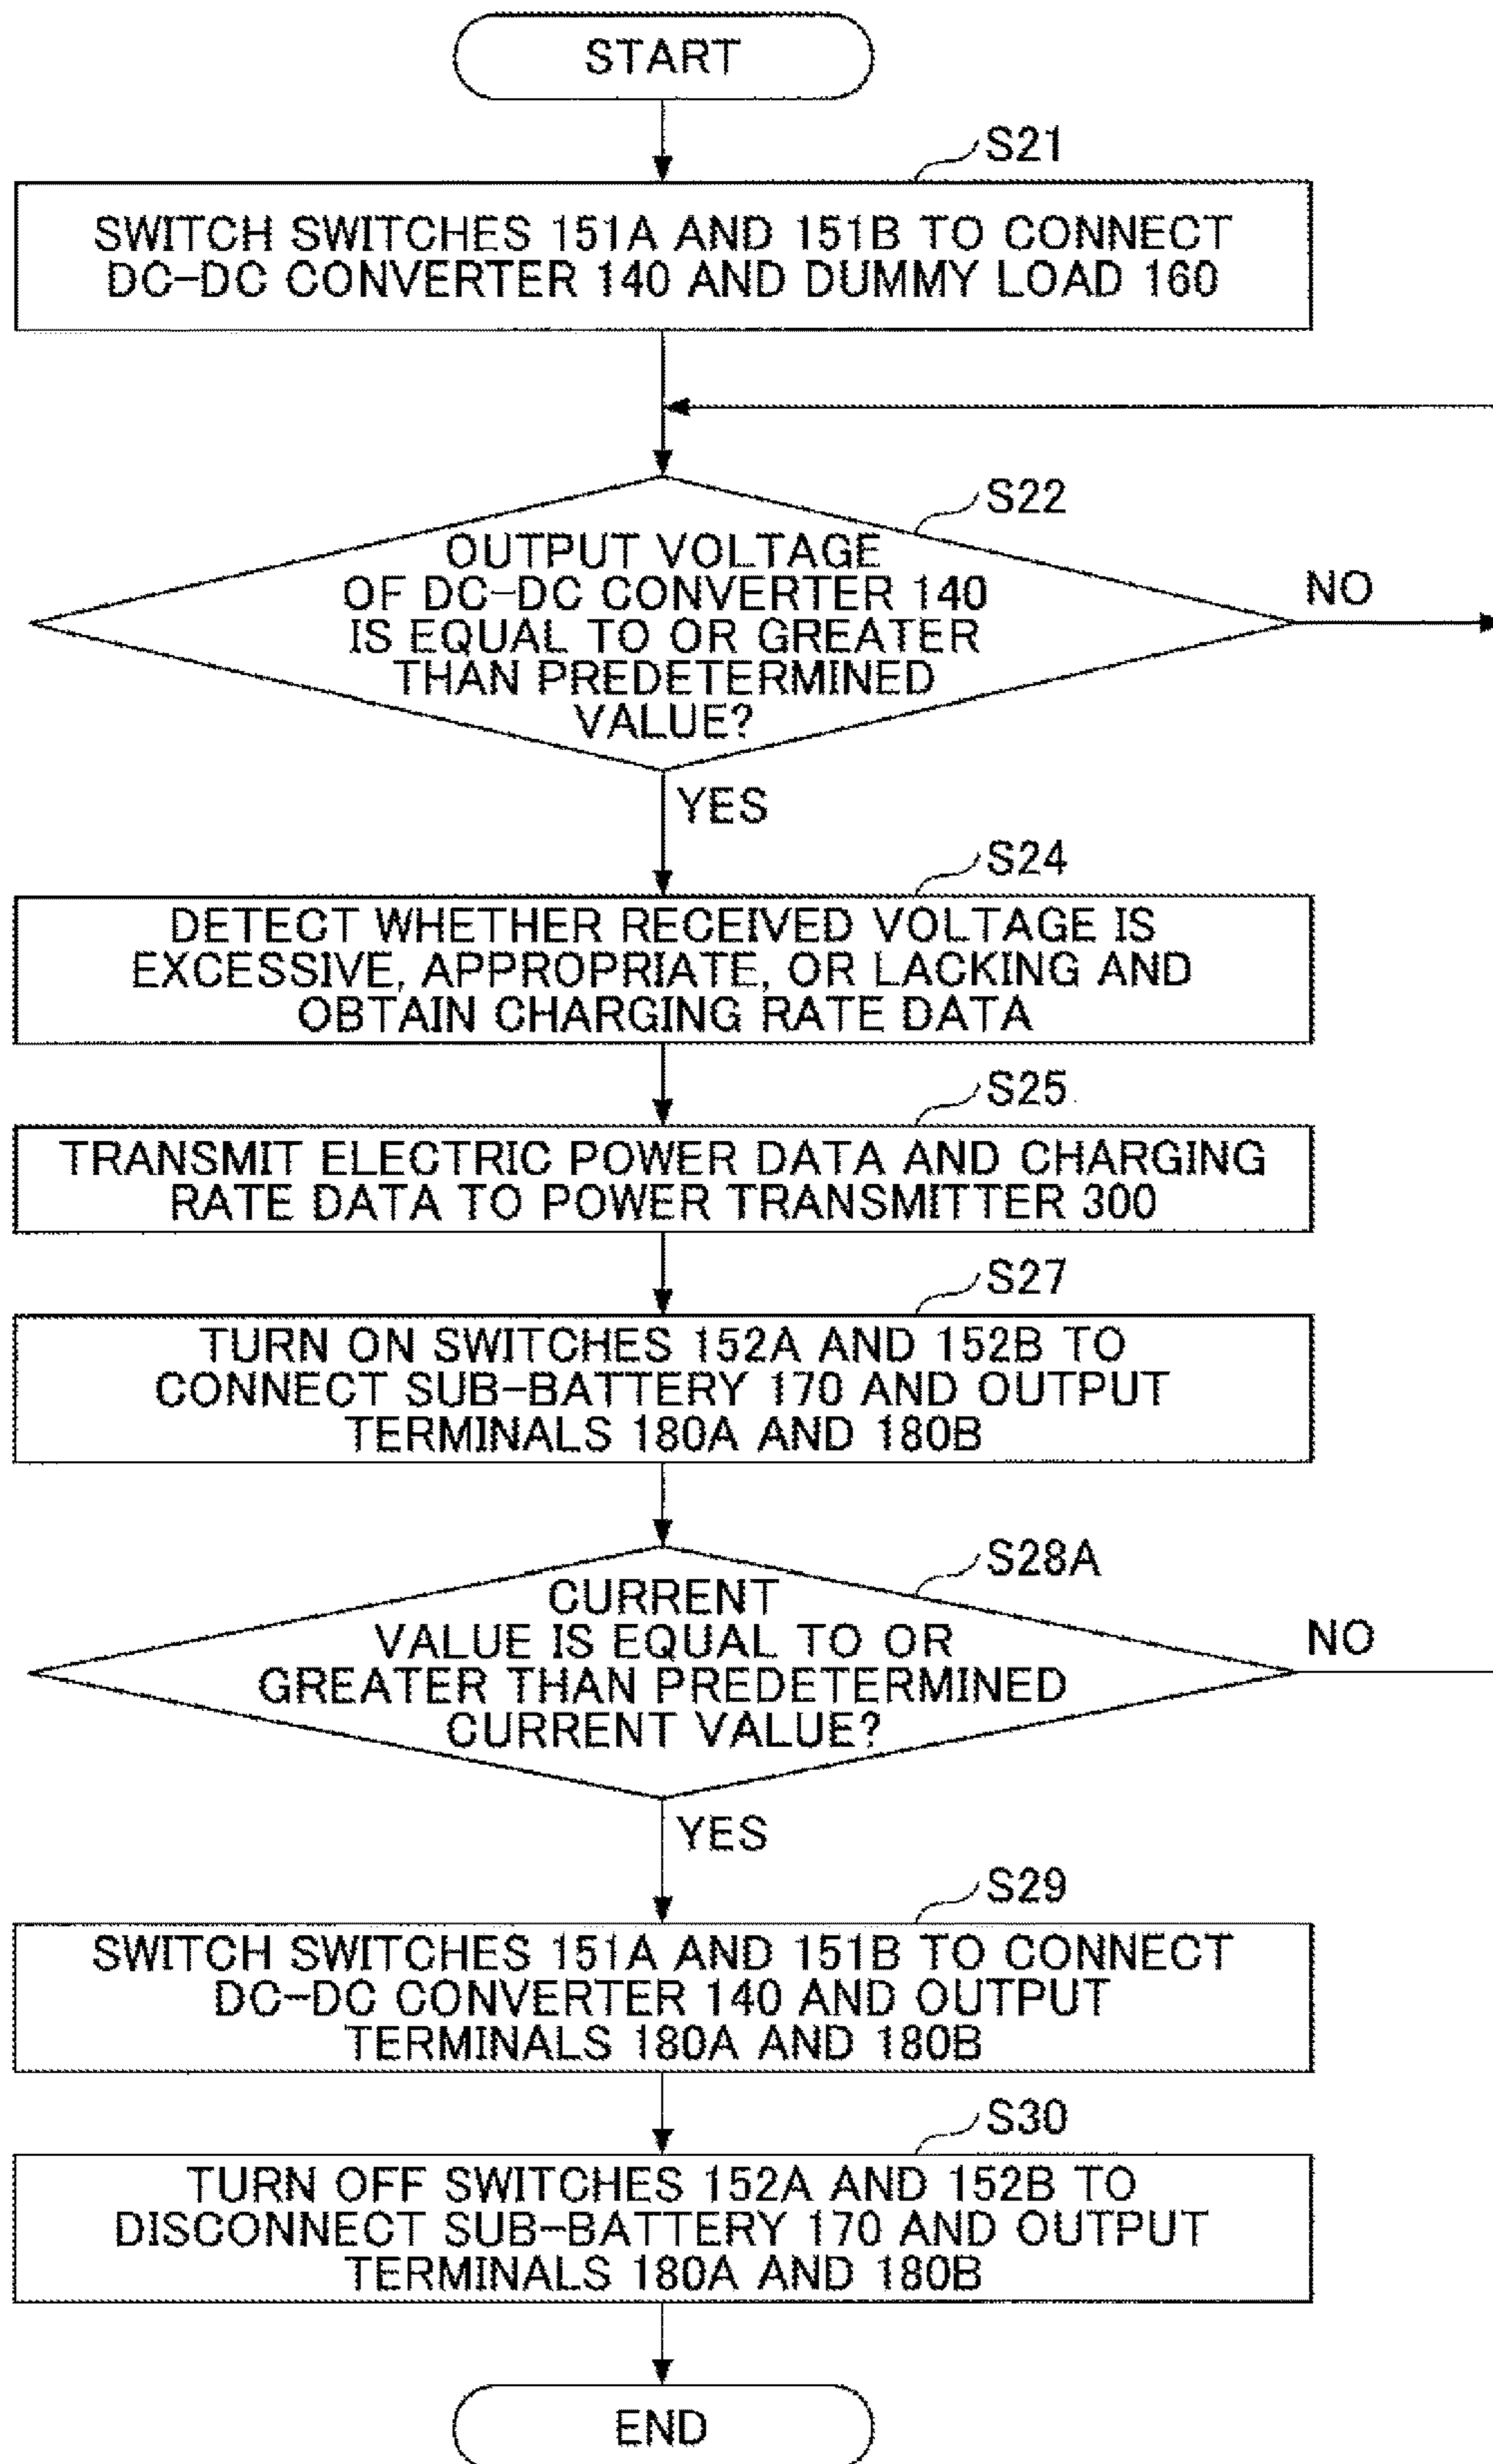 START
S21
SWITCH SWITCHES 151A AND 151B TO CONNECT
DC-DC CONVERTER 140 AND DUMMY LOAD 160
S22
OUTPUT VOLTAGE
OF DC-DC CONVERTER 140
IS EQUAL TO OR GREATER
THAN PREDETERMINED
VALUE?
NO
YES
S24
DETECT WHETHER RECEIVED VOLTAGE IS
EXCESSIVE, APPROPRIATE, OR LACKING AND
OBTAIN CHARGING RATE DATA
S25
TRANSMIT ELECTRIC POWER DATA AND CHARGING
RATE DATA TO POWER TRANSMITTER 300
S27
TURN ON SWITCHES 152A AND 152B TO
CONNECT SUB-BATTERY 170 AND OUTPUT
TERMINALS 180A AND 180B
S28A
CURRENT
VALUE IS EQUAL TO OR
GREATER THAN PREDETERMINED
CURRENT VALUE?
NO
YES
S29
SWITCH SWITCHES 151A AND 151B TO CONNECT
DC-DC CONVERTER 140 AND OUTPUT
TERMINALS 180A AND 180B
S30
TURN OFF SWITCHES 152A AND 152B TO
DISCONNECT SUB-BATTERY 170 AND OUTPUT
TERMINALS 180A AND 180B
END